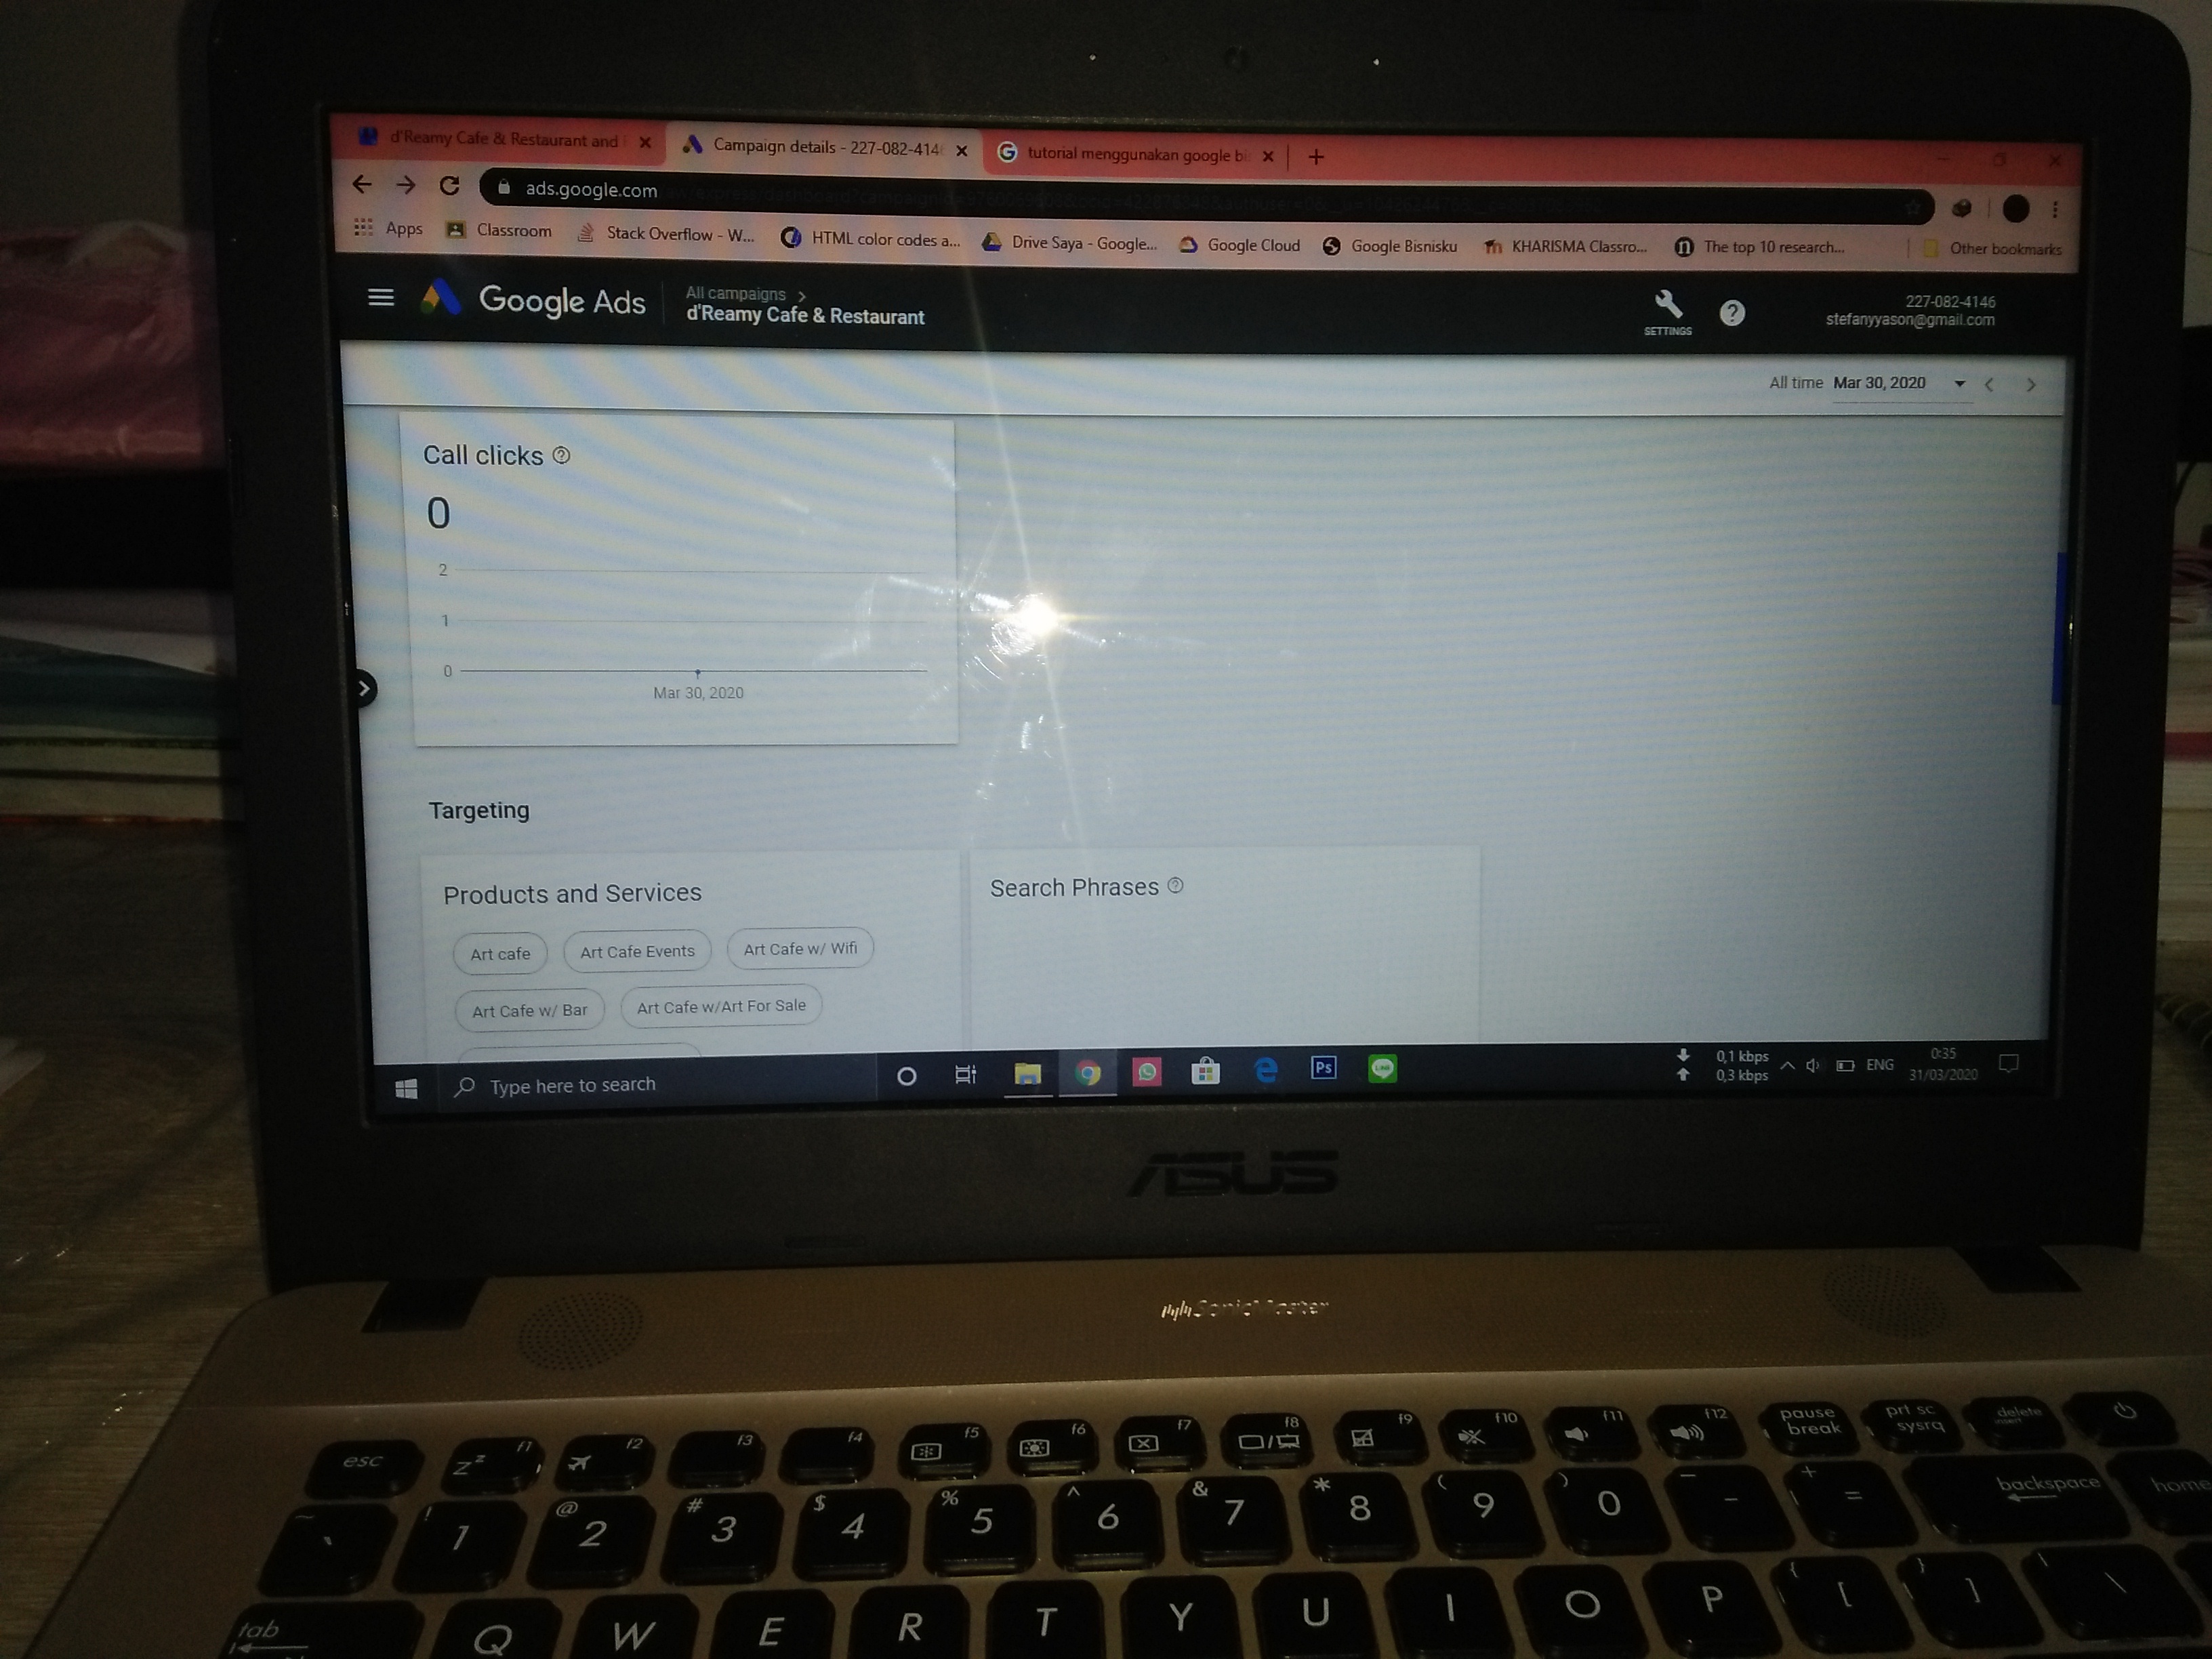 d'Reamy Cafe & Restaurant and
Campaign details - 227-082-414
tutorial menggunakan google bi
ads.google.com
Apps
Classroom
Stack Overflow - W...
HTML color codes a...
Drive Saya - Google...
Google Cloud
Google Bisnisku
KHARISMA Classro...
The top 10 research...
Other bookmarks
Google Ads
All campaigns >
d'Reamy Cafe & Restaurant
SETTINGS
227-082-4146
stefanyyason@gmail.com
All time Mar 30, 2020
Call clicks
0
2
1
0
Mar 30, 2020
Targeting
Products and Services
Search Phrases
Art cafe
Art Cafe Events
Art Cafe w/ Wifi
Art Cafe w/ Bar
Art Cafe w/Art For Sale
Type here to search
Ps
LINE
0,1 kbps
0,3 kbps
ENG
0:35
31/03/2020
ASUS
SonicMaster
esc
f1
f2
f3
f4
f5
f6
f7
f8
f9
f10
f11
f12
pause break
prt sc sysrq
delete insert
~ `
! 1
@ 2
# 3
$ 4
% 5
^ 6
& 7
* 8
( 9
) 0
_ -
+ =
backspace
home
tab
Q W E R T Y U I O P
{ [
} ]
\